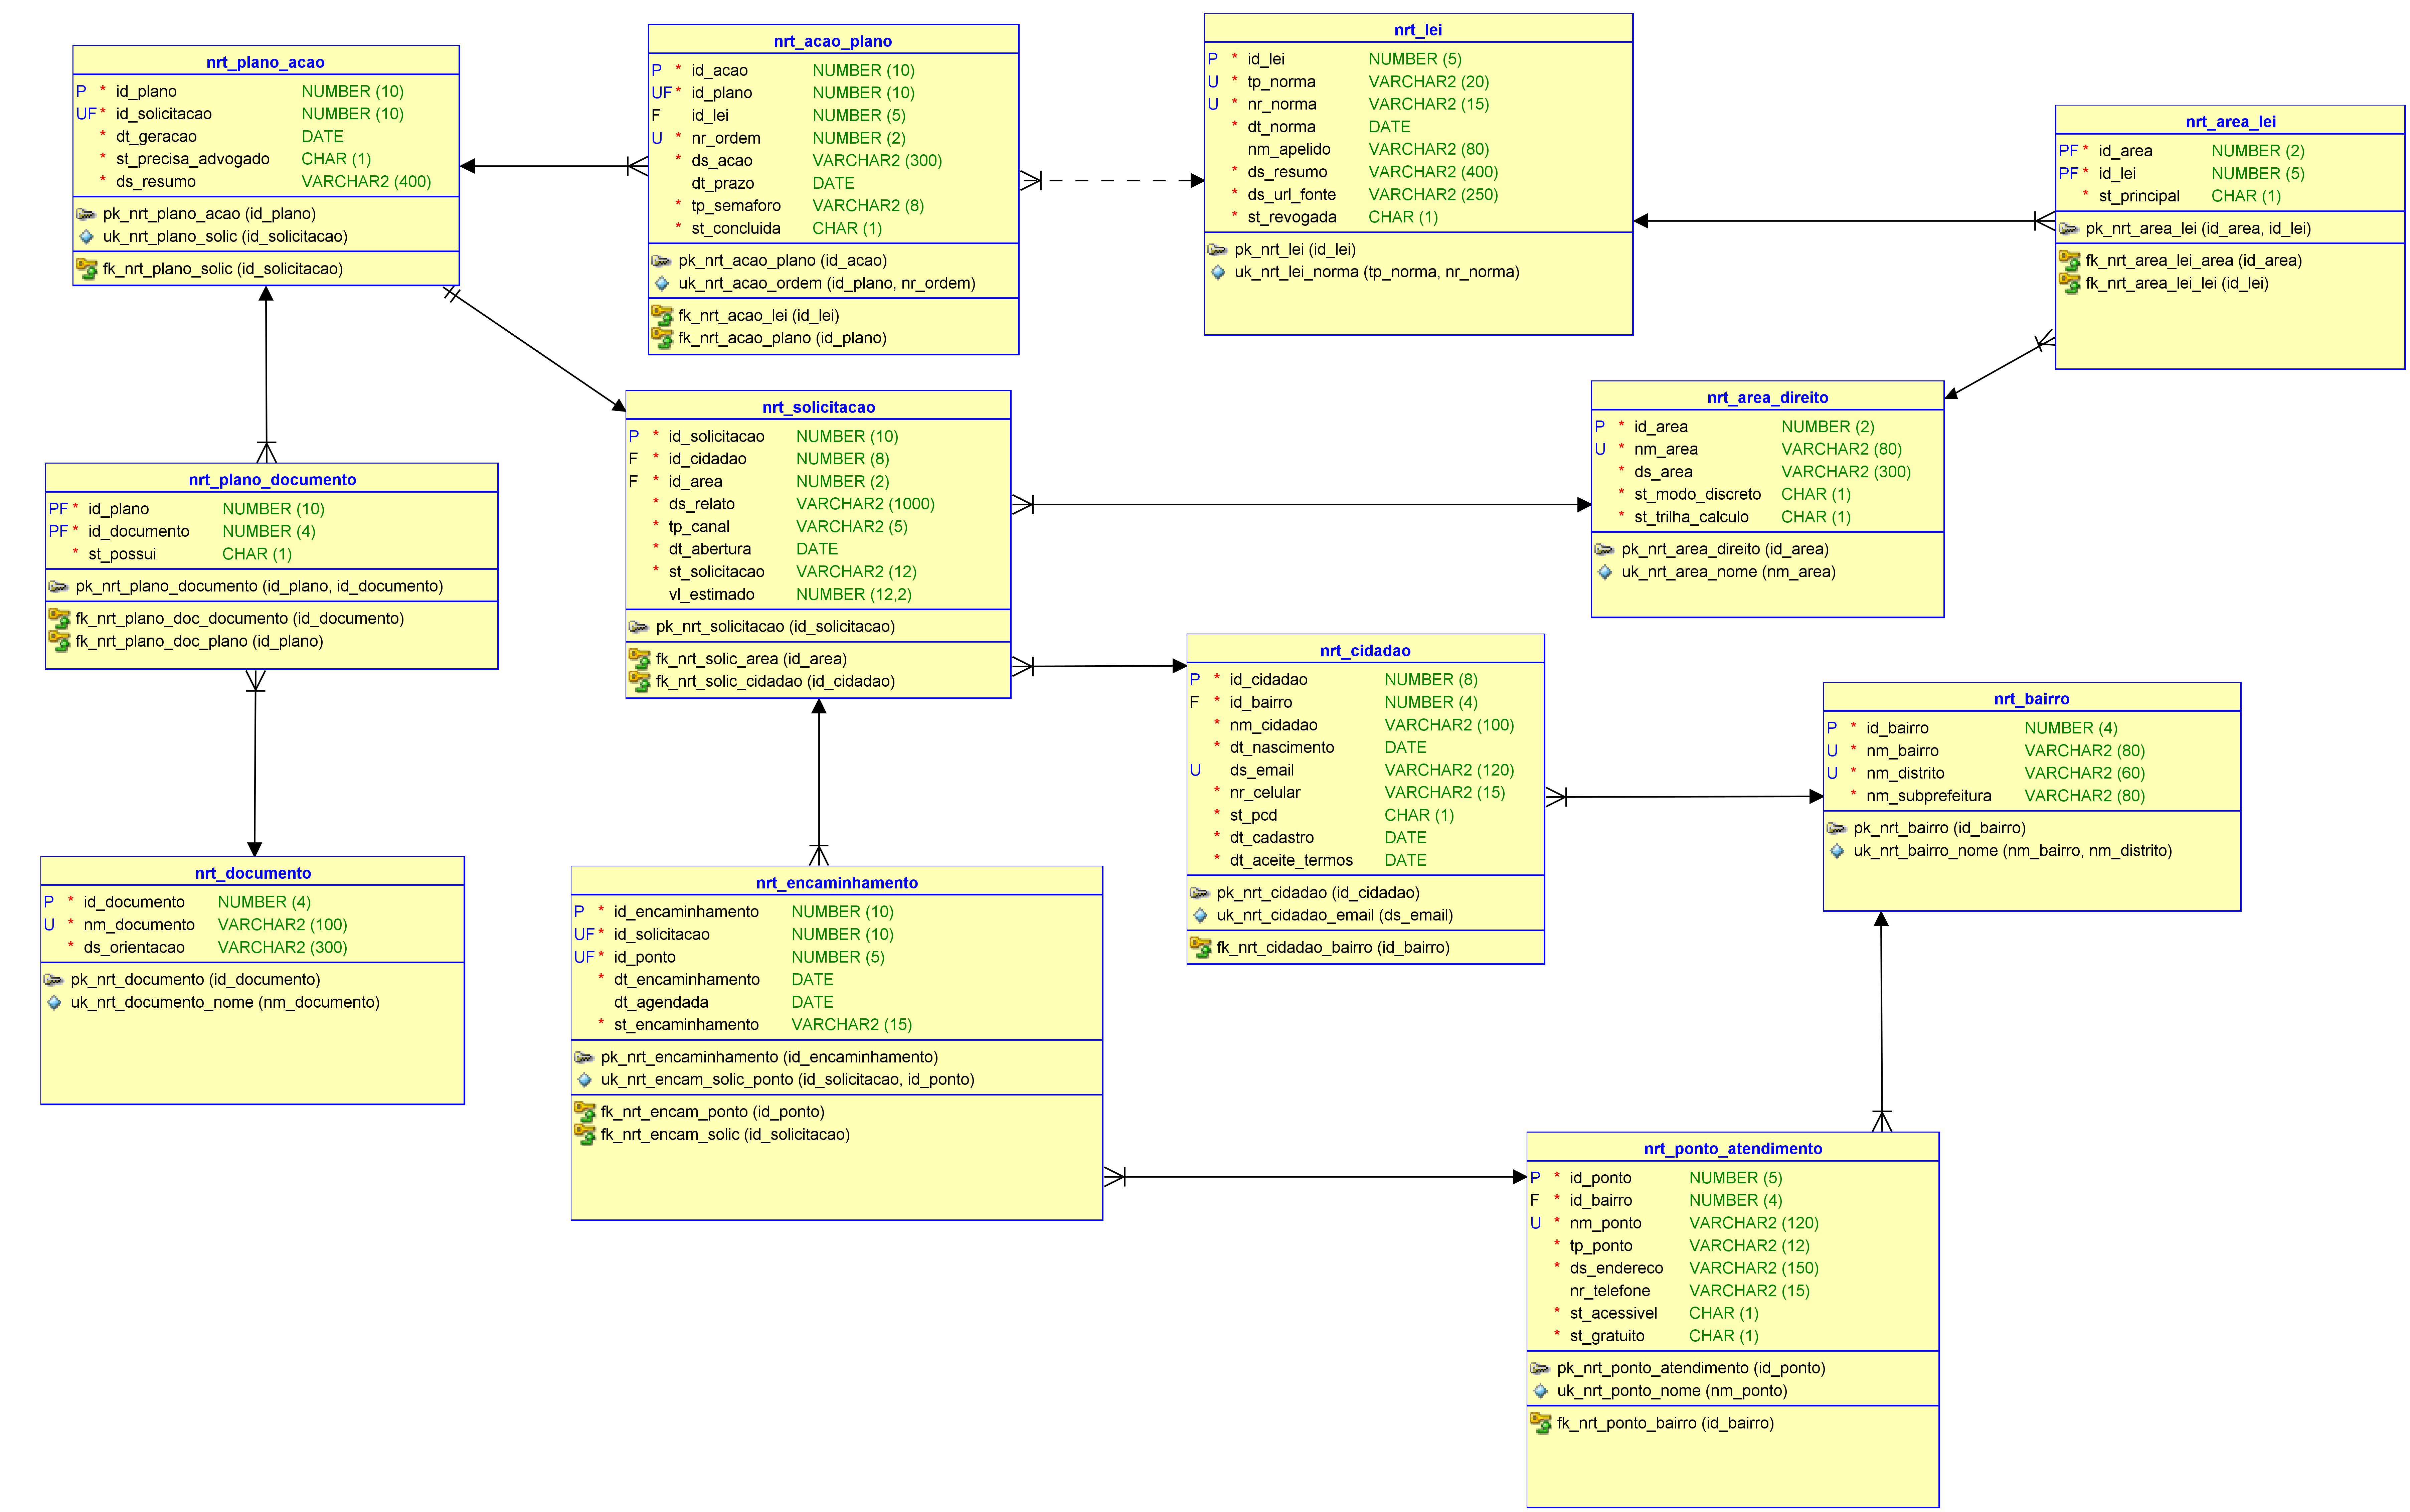 nrt_plano_acao
P * id_plano NUMBER (10)
UF * id_solicitacao NUMBER (10)
* dt_geracao DATE
* st_precisa_advogado CHAR (1)
* ds_resumo VARCHAR2 (400)
pk_nrt_plano_acao (id_plano)
uk_nrt_plano_solic (id_solicitacao)
fk_nrt_plano_solic (id_solicitacao)
nrt_acao_plano
P * id_acao NUMBER (10)
UF * id_plano NUMBER (10)
F id_lei NUMBER (5)
U * nr_ordem NUMBER (2)
* ds_acao VARCHAR2 (300)
dt_prazo DATE
* tp_semaforo VARCHAR2 (8)
* st_concluida CHAR (1)
pk_nrt_acao_plano (id_acao)
uk_nrt_acao_ordem (id_plano, nr_ordem)
fk_nrt_acao_lei (id_lei)
fk_nrt_acao_plano (id_plano)
nrt_lei
P * id_lei NUMBER (5)
U * tp_norma VARCHAR2 (20)
U * nr_norma VARCHAR2 (15)
* dt_norma DATE
nm_apelido VARCHAR2 (80)
* ds_resumo VARCHAR2 (400)
* ds_url_fonte VARCHAR2 (250)
* st_revogada CHAR (1)
pk_nrt_lei (id_lei)
uk_nrt_lei_norma (tp_norma, nr_norma)
nrt_area_lei
PF * id_area NUMBER (2)
PF * id_lei NUMBER (5)
* st_principal CHAR (1)
pk_nrt_area_lei (id_area, id_lei)
fk_nrt_area_lei_area (id_area)
fk_nrt_area_lei_lei (id_lei)
nrt_solicitacao
P * id_solicitacao NUMBER (10)
F * id_cidadao NUMBER (8)
F * id_area NUMBER (2)
* ds_relato VARCHAR2 (1000)
* tp_canal VARCHAR2 (5)
* dt_abertura DATE
* st_solicitacao VARCHAR2 (12)
vl_estimado NUMBER (12,2)
pk_nrt_solicitacao (id_solicitacao)
fk_nrt_solic_area (id_area)
fk_nrt_solic_cidadao (id_cidadao)
nrt_area_direito
P * id_area NUMBER (2)
U * nm_area VARCHAR2 (80)
* ds_area VARCHAR2 (300)
* st_modo_discreto CHAR (1)
* st_trilha_calculo CHAR (1)
pk_nrt_area_direito (id_area)
uk_nrt_area_nome (nm_area)
nrt_plano_documento
PF * id_plano NUMBER (10)
PF * id_documento NUMBER (4)
* st_possui CHAR (1)
pk_nrt_plano_documento (id_plano, id_documento)
fk_nrt_plano_doc_documento (id_documento)
fk_nrt_plano_doc_plano (id_plano)
nrt_cidadao
P * id_cidadao NUMBER (8)
F * id_bairro NUMBER (4)
* nm_cidadao VARCHAR2 (100)
* dt_nascimento DATE
U ds_email VARCHAR2 (120)
* nr_celular VARCHAR2 (15)
* st_pcd CHAR (1)
* dt_cadastro DATE
* dt_aceite_termos DATE
pk_nrt_cidadao (id_cidadao)
uk_nrt_cidadao_email (ds_email)
fk_nrt_cidadao_bairro (id_bairro)
nrt_bairro
P * id_bairro NUMBER (4)
U * nm_bairro VARCHAR2 (80)
U * nm_distrito VARCHAR2 (60)
* nm_subprefeitura VARCHAR2 (80)
pk_nrt_bairro (id_bairro)
uk_nrt_bairro_nome (nm_bairro, nm_distrito)
nrt_documento
P * id_documento NUMBER (4)
U * nm_documento VARCHAR2 (100)
* ds_orientacao VARCHAR2 (300)
pk_nrt_documento (id_documento)
uk_nrt_documento_nome (nm_documento)
nrt_encaminhamento
P * id_encaminhamento NUMBER (10)
UF * id_solicitacao NUMBER (10)
UF * id_ponto NUMBER (5)
* dt_encaminhamento DATE
dt_agendada DATE
* st_encaminhamento VARCHAR2 (15)
pk_nrt_encaminhamento (id_encaminhamento)
uk_nrt_encam_solic_ponto (id_solicitacao, id_ponto)
fk_nrt_encam_ponto (id_ponto)
fk_nrt_encam_solic (id_solicitacao)
nrt_ponto_atendimento
P * id_ponto NUMBER (5)
F * id_bairro NUMBER (4)
U * nm_ponto VARCHAR2 (120)
* tp_ponto VARCHAR2 (12)
* ds_endereco VARCHAR2 (150)
nr_telefone VARCHAR2 (15)
* st_acessivel CHAR (1)
* st_gratuito CHAR (1)
pk_nrt_ponto_atendimento (id_ponto)
uk_nrt_ponto_nome (nm_ponto)
fk_nrt_ponto_bairro (id_bairro)